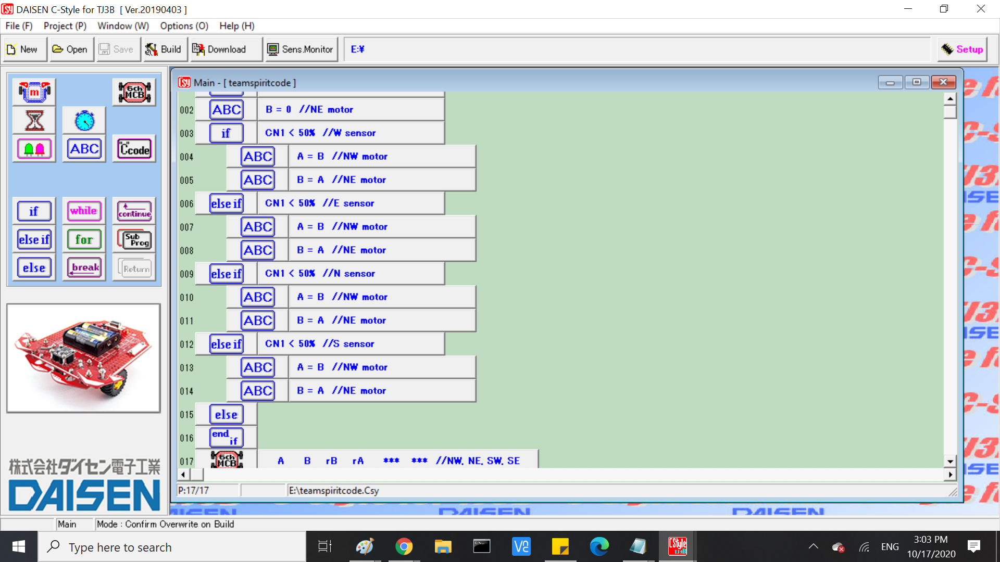 DAISEN C-Style for TJ3B [ Ver.20190403 ]
File (F) Project (P) Window (W) Options (O) Help (H)
New Open Save Build Download Sens.Monitor E:¥ Setup
m 6ch MCB
ABC "C" code
if while continue
else if for Sub Prog
else break Return
株式会社ダイセン電子工業
DAISEN
Main - [ teamspiritcode ]
002 ABC B = 0 //NE motor
003 if CN1 < 50% //W sensor
004 ABC A = B //NW motor
005 ABC B = A //NE motor
006 else if CN1 < 50% //E sensor
007 ABC A = B //NW motor
008 ABC B = A //NE motor
009 else if CN1 < 50% //N sensor
010 ABC A = B //NW motor
011 ABC B = A //NE motor
012 else if CN1 < 50% //S sensor
013 ABC A = B //NW motor
014 ABC B = A //NE motor
015 else
016 end if
017 6ch MCB A B rB rA *** *** //NW, NE, SW, SE
P:17/17 E:\teamspiritcode.Csy
Main Mode : Confirm Overwrite on Build
Type here to search
CStyle TJ3B
ENG
3:03 PM
10/17/2020